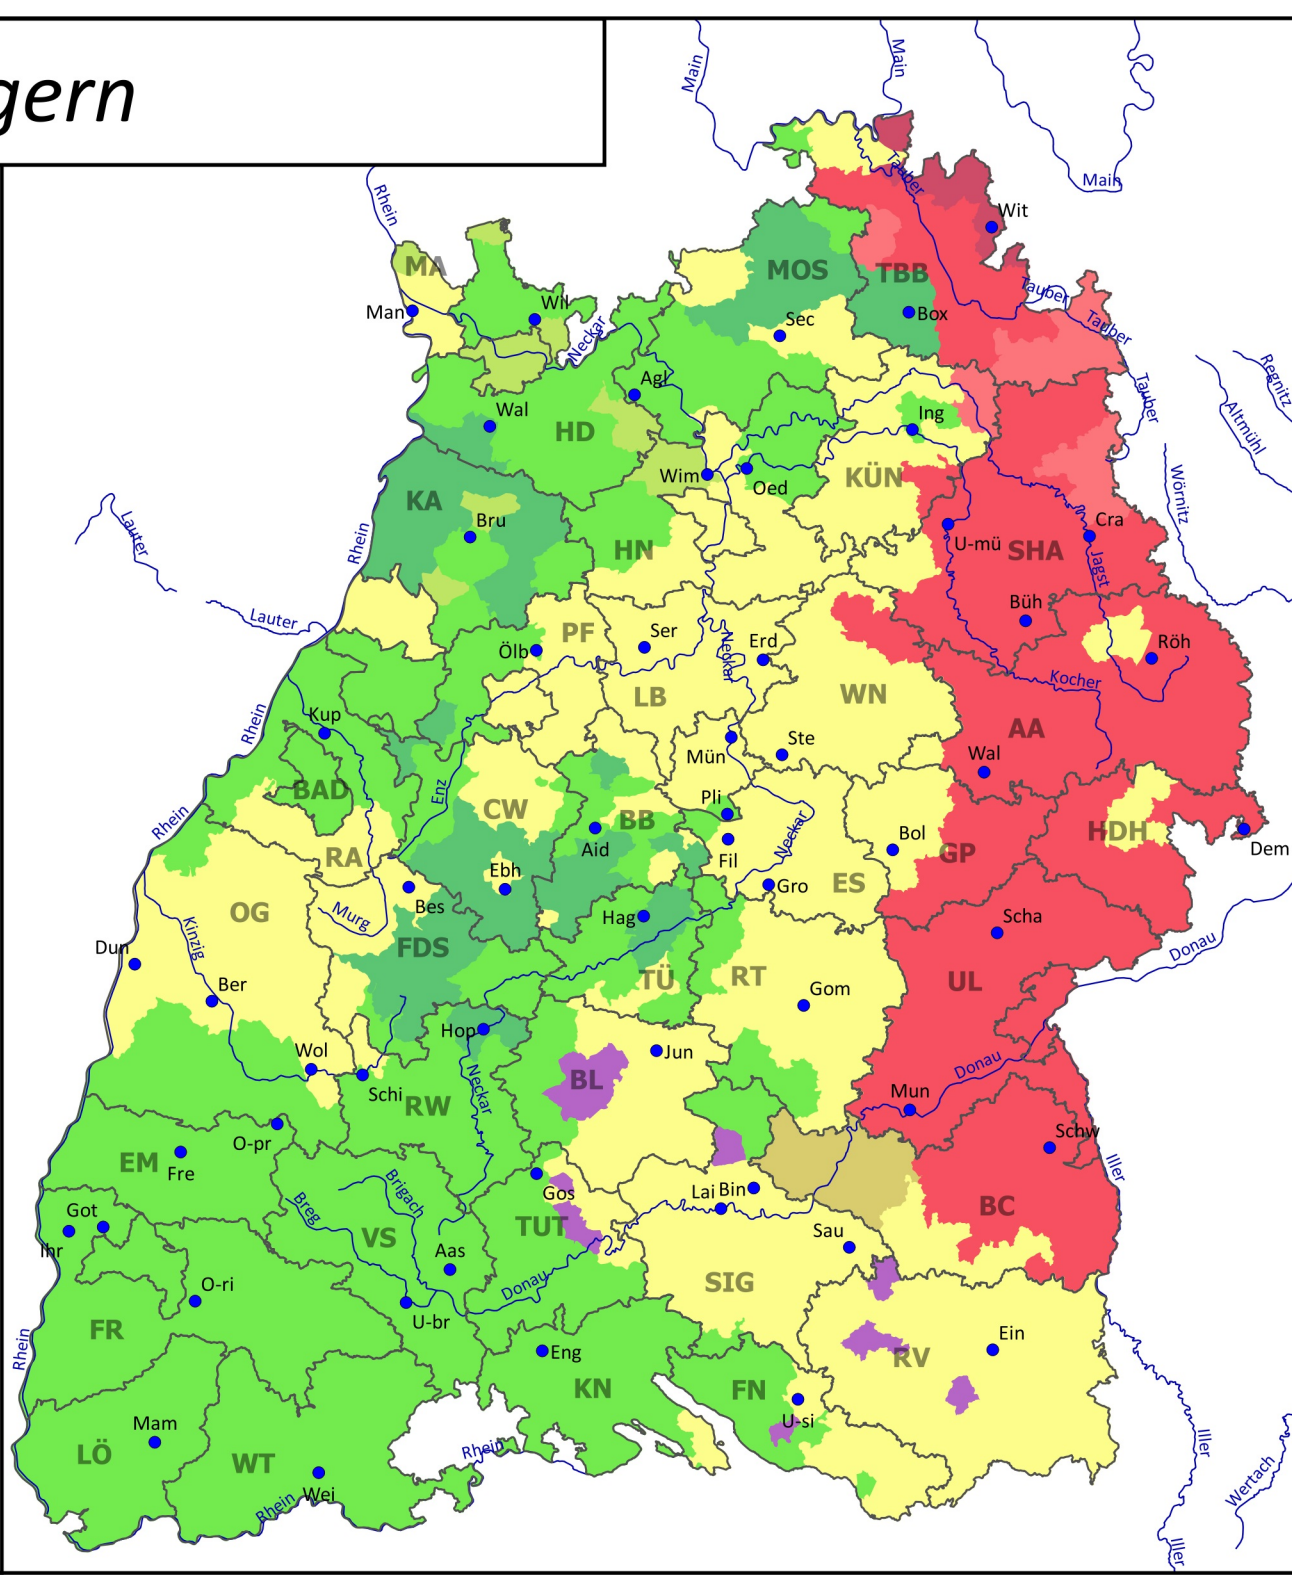 gern
Main
Main
Main
Tauber
Rhein
Wit
MA
MOS
TBB
Tauber
Man
Wil
Neckar
Sec
Box
Tauber
Regnitz
Agl
Tauber
Altmühl
Wal
HD
Ing
Wim
Oed
KÜN
Wörnitz
KA
Bru
Cra
Lauter
Rhein
HN
U-mü
SHA
Jagst
Lauter
Büh
PF
Ser
Neckar
Erd
Röh
Ölb
Kocher
LB
WN
Rhein
Kup
AA
Mün
Ste
Wal
BAD
Enz
CW
Pli
Rhein
BB
Neckar
Bol
HDH
Aid
Fil
GP
Dem
RA
Ebh
Gro
ES
Bes
OG
Murg
Hag
Scha
Kinzig
FDS
Dun
Donau
TÜ
RT
UL
Ber
Gom
Hop
Wol
Jun
Donau
Schi
Neckar
BL
Mun
RW
O-pr
Schw
EM
Fre
Iller
Brigach
Gos
Lai
Bin
BC
Breg
Got
TUT
Ihr
VS
Aas
Sau
O-ri
Donau
SIG
U-br
FR
Eng
Ein
Rhein
RV
KN
FN
U-si
Mam
LÖ
WT
Rhein
Iller
Wertach
Wei
Rhein
Iller